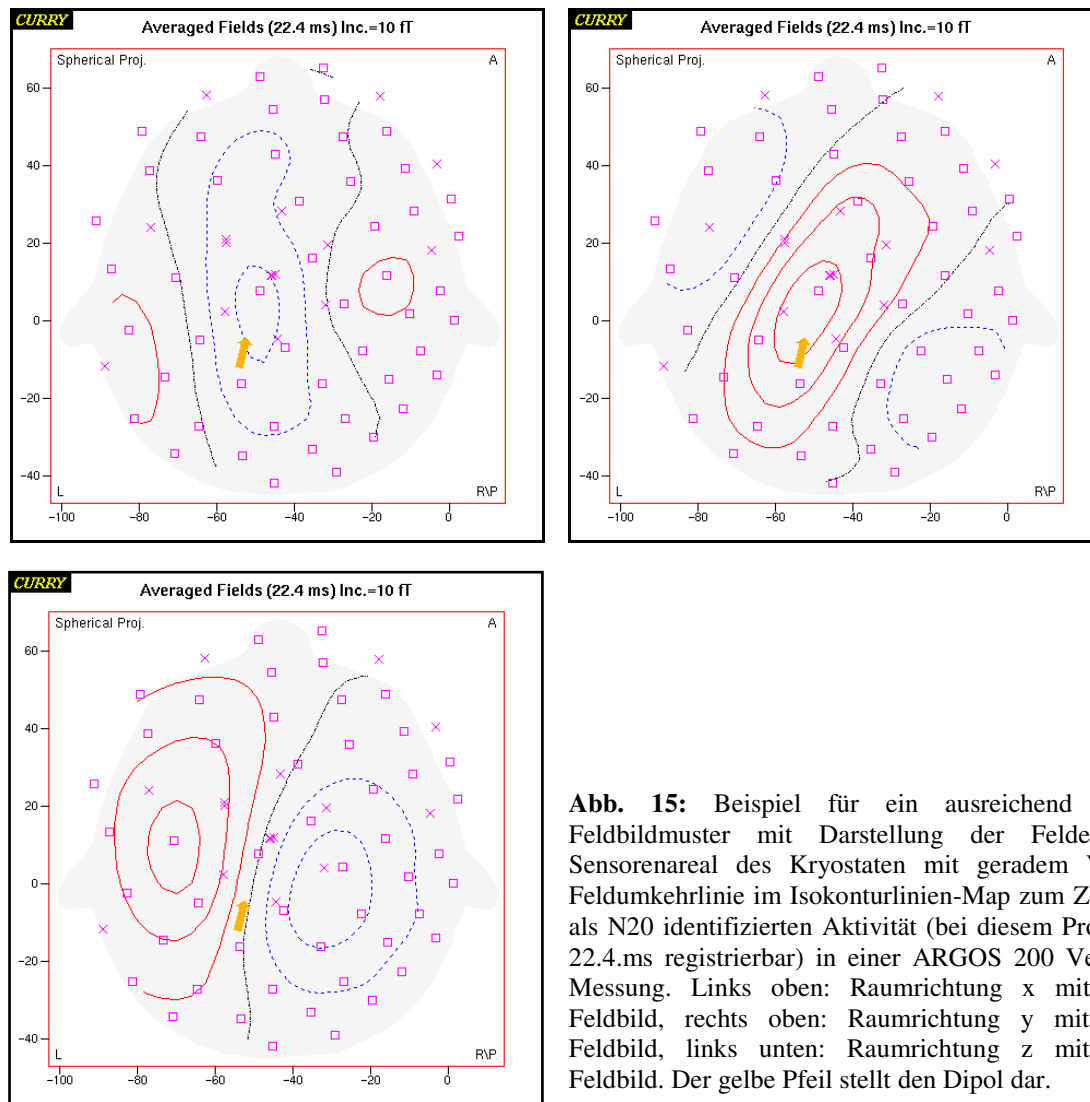 CURRY
Averaged Fields (22.4 ms) Inc.=10 fT
Spherical Proj.
A
60
40
20
0
−20
−40
L
R\P
−100
−80
−60
−40
−20
0
CURRY
Averaged Fields (22.4 ms) Inc.=10 fT
Spherical Proj.
A
60
40
20
0
−20
−40
L
R\P
−100
−80
−60
−40
−20
0
CURRY
Averaged Fields (22.4 ms) Inc.=10 fT
Spherical Proj.
A
60
40
20
0
−20
−40
L
R\P
−100
−80
−60
−40
−20
0
Abb. 15: Beispiel für ein ausreichend
Feldbildmuster mit Darstellung der
Sensorenareal des Kryostaten mit geradem
Feldumkehrlinie im Isokonturlinien-Map zum
als N20 identifizierten Aktivität (bei diesem
22.4.ms registrierbar) in einer ARGOS 200
Messung. Links oben: Raumrichtung x mit
Feldbild, rechts oben: Raumrichtung y mit
Feldbild, links unten: Raumrichtung z mit
Feldbild. Der gelbe Pfeil stellt den Dipol dar.